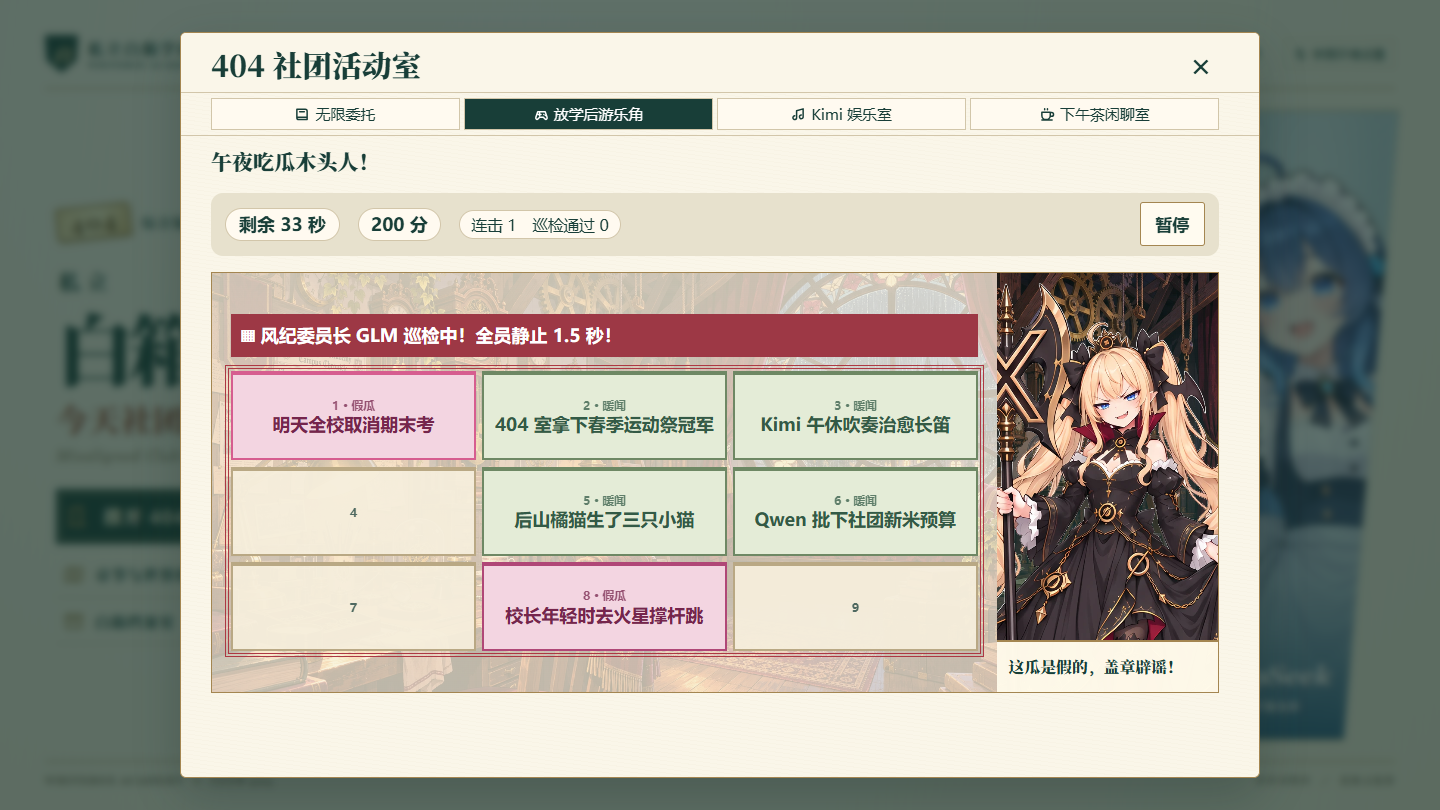 404 社团活动室
无限委托
放学后游乐角
Kimi 娱乐室
下午茶闲聊室
午夜吃瓜木头人！
剩余 33 秒
200 分
连击 1 巡检通过 0
暂停
风纪委员长 GLM 巡检中！全员静止 1.5 秒！
1 · 假瓜
明天全校取消期末考
2 · 暖闻
404 室拿下春季运动祭冠军
3 · 暖闻
Kimi 午休吹奏治愈长笛
4
5 · 暖闻
后山橘猫生了三只小猫
6 · 暖闻
Qwen 批下社团新米预算
7
8 · 假瓜
校长年轻时去火星撑杆跳
9
这瓜是假的，盖章辟谣！